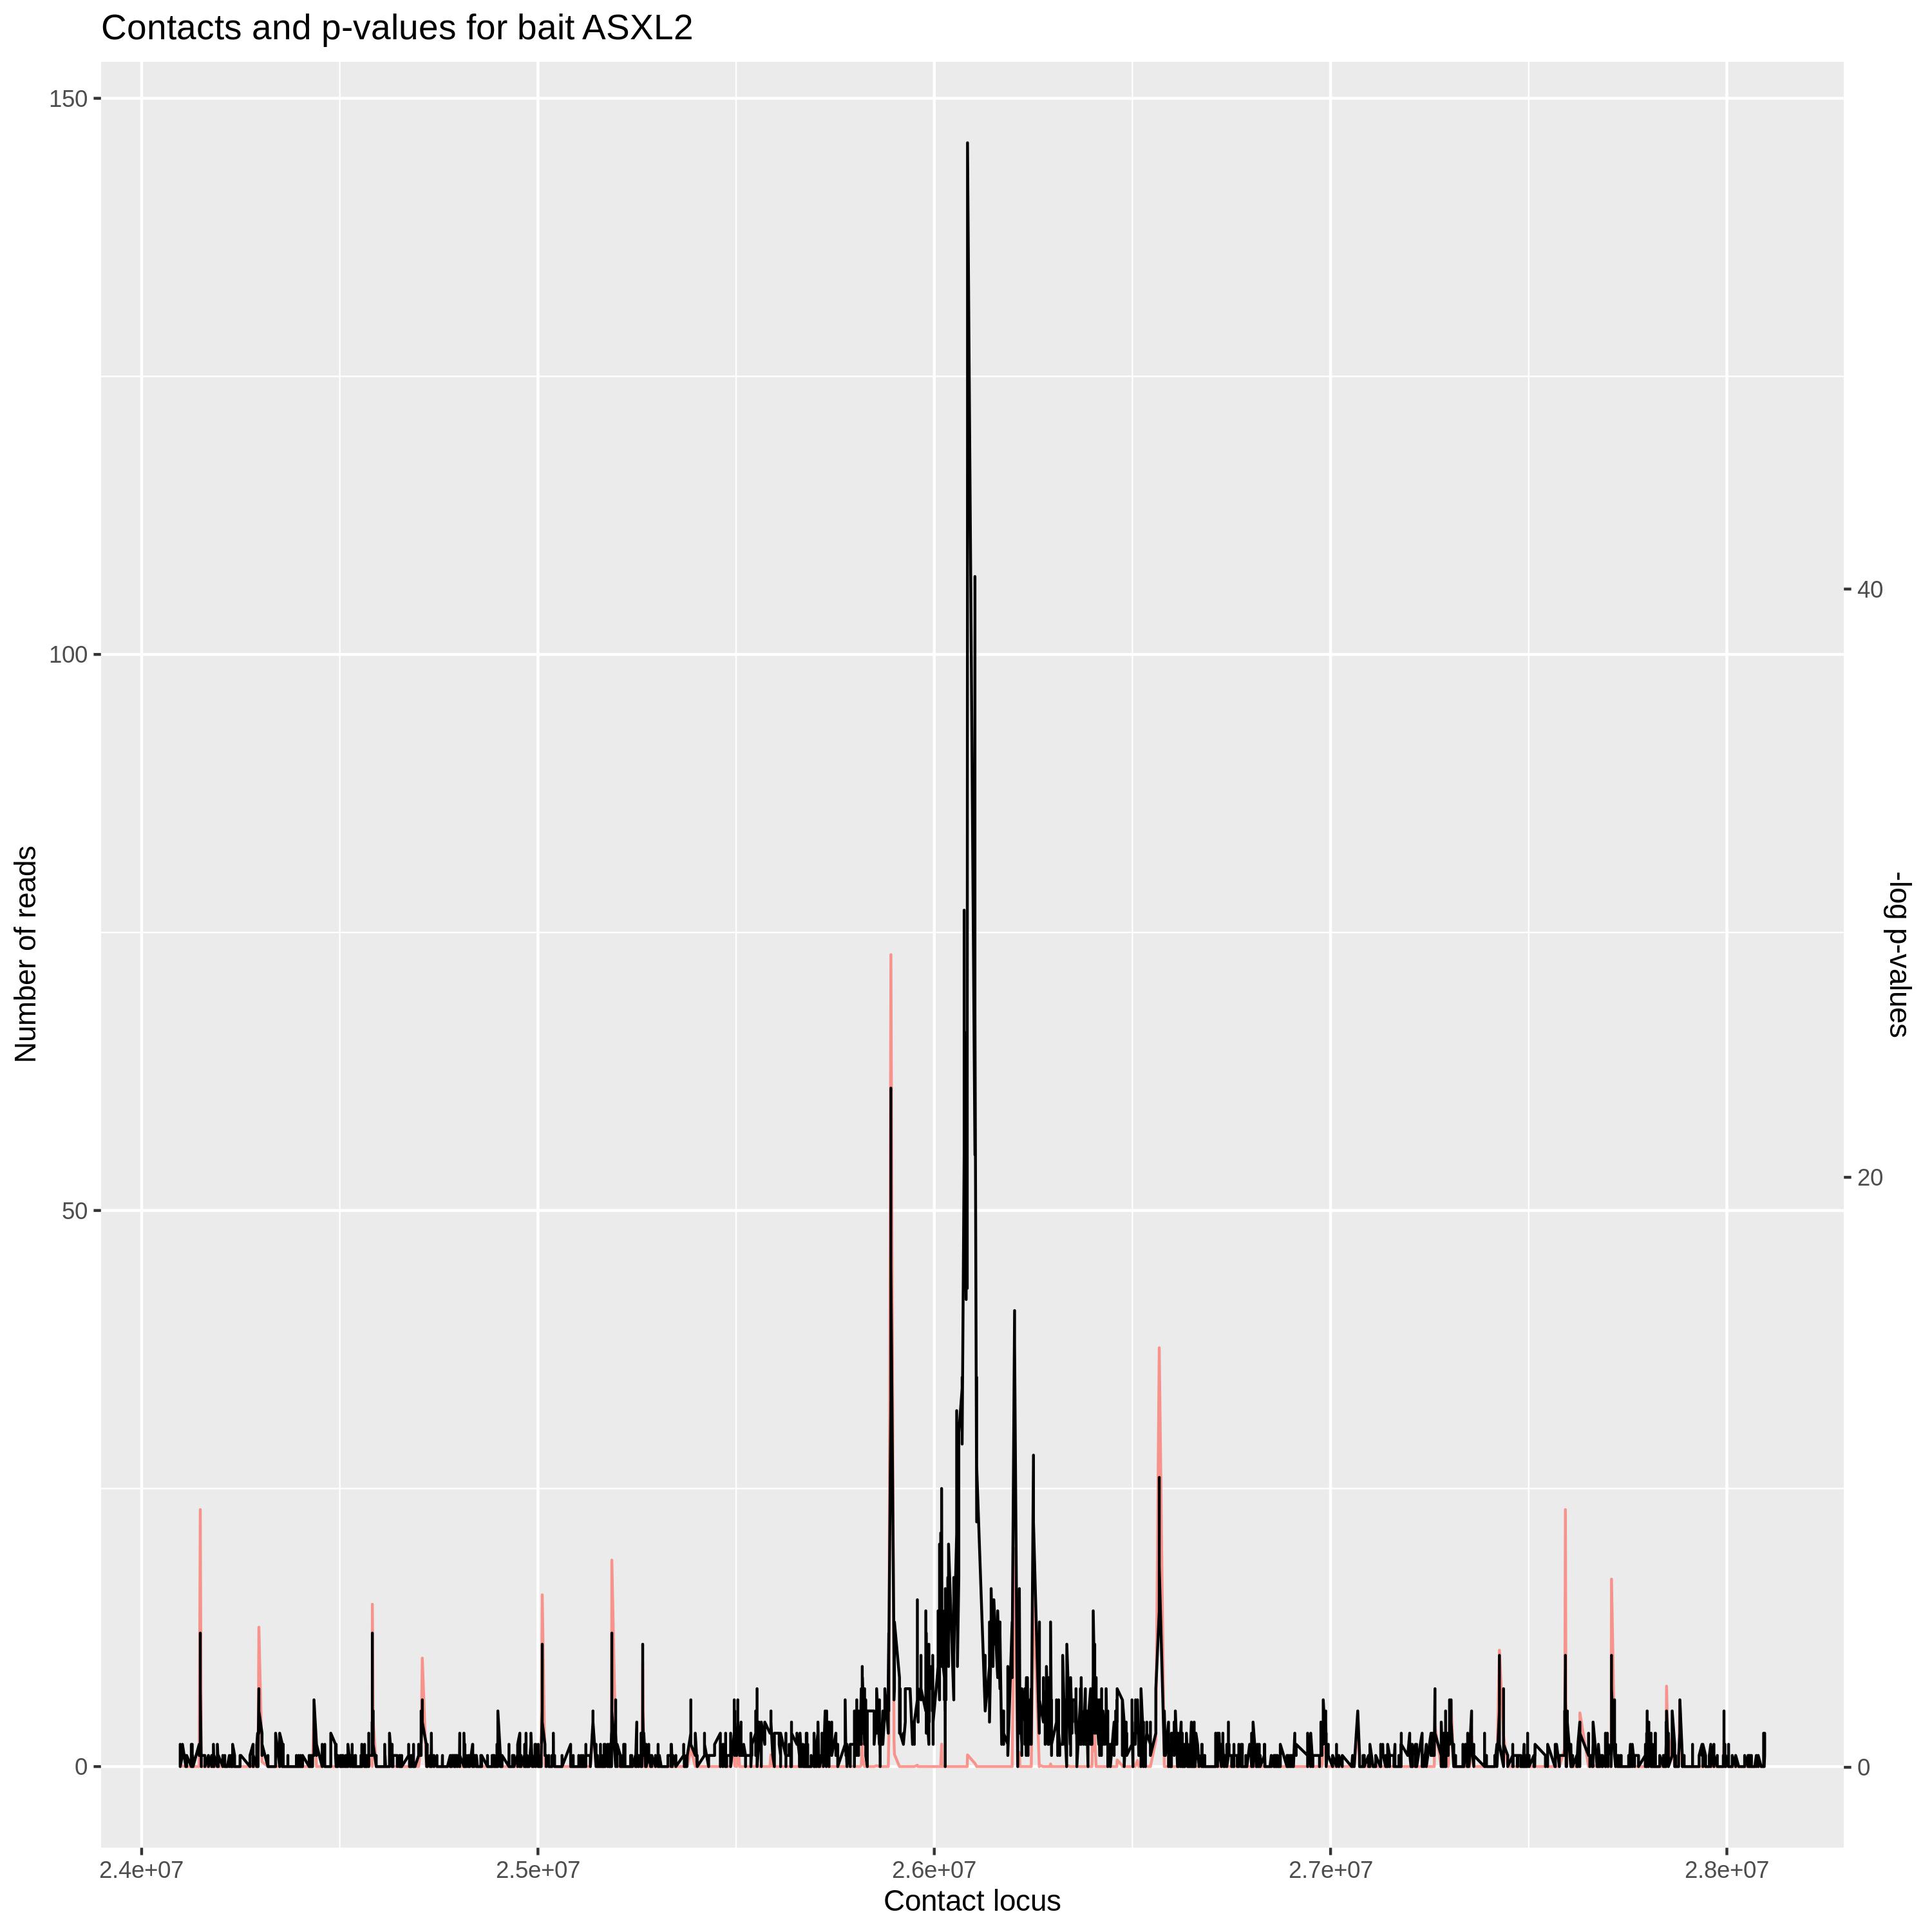 Contacts and p-values for bait ASXL2
150
100
50
0
Number of reads
40
20
0
-log p-values
2.4e+07
2.5e+07
2.6e+07
2.7e+07
2.8e+07
Contact locus